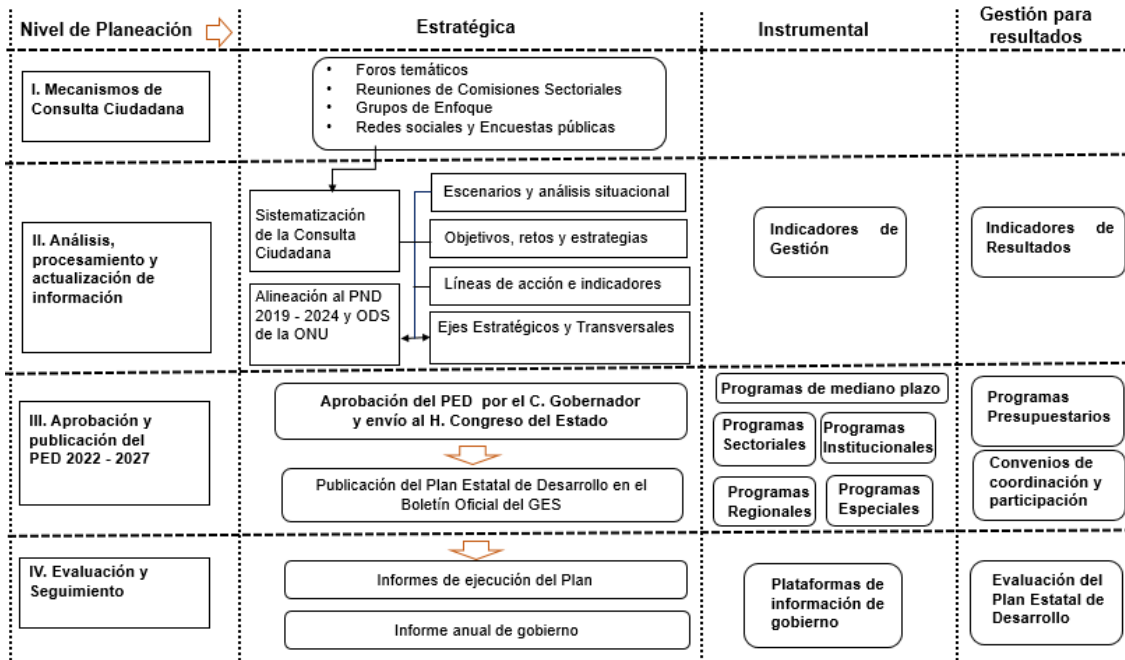 Nivel de Planeación
Estratégica
Instrumental
Gestión para
resultados
I. Mecanismos de
Consulta Ciudadana
• Foros temáticos
• Reuniones de Comisiones Sectoriales
• Grupos de Enfoque
• Redes sociales y Encuestas públicas
II. Análisis,
procesamiento y
actualización de
información
Sistematización
de la Consulta
Ciudadana
Alineación al PND
2019 - 2024 y ODS
de la ONU
Escenarios y análisis situacional
Objetivos, retos y estrategias
Líneas de acción e indicadores
Ejes Estratégicos y Transversales
Indicadores de
Gestión
Indicadores de
Resultados
III. Aprobación y
publicación del
PED 2022 - 2027
Aprobación del PED por el C. Gobernador
y envío al H. Congreso del Estado
Publicación del Plan Estatal de Desarrollo en el
Boletín Oficial del GES
Programas de mediano plazo
Programas
Sectoriales
Programas
Institucionales
Programas
Regionales
Programas
Especiales
Programas
Presupuestarios
Convenios de
coordinación y
participación
IV. Evaluación y
Seguimiento
Informes de ejecución del Plan
Informe anual de gobierno
Plataformas de
información de
gobierno
Evaluación del
Plan Estatal de
Desarrollo